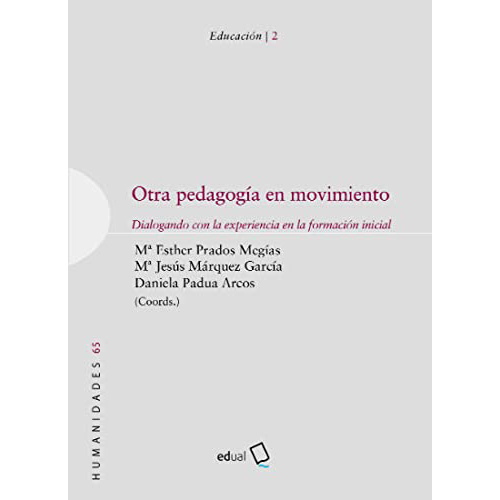 Educación | 2
Otra pedagogía en movimiento
Dialogando con la experiencia en la formación inicial
Mª Esther Prados Megías
Mª Jesús Márquez García
Daniela Padua Arcos
(Coords.)
HUMANIDADES 65
edual